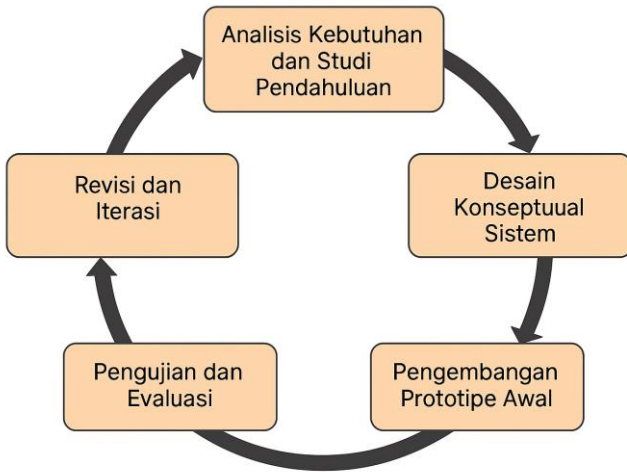 Analisis Kebutuhan
dan Studi
Pendahuluan
Desain
Konseptuual
Sistem
Pengembangan
Prototipe Awal
Pengujian dan
Evaluasi
Revisi dan
Iterasi